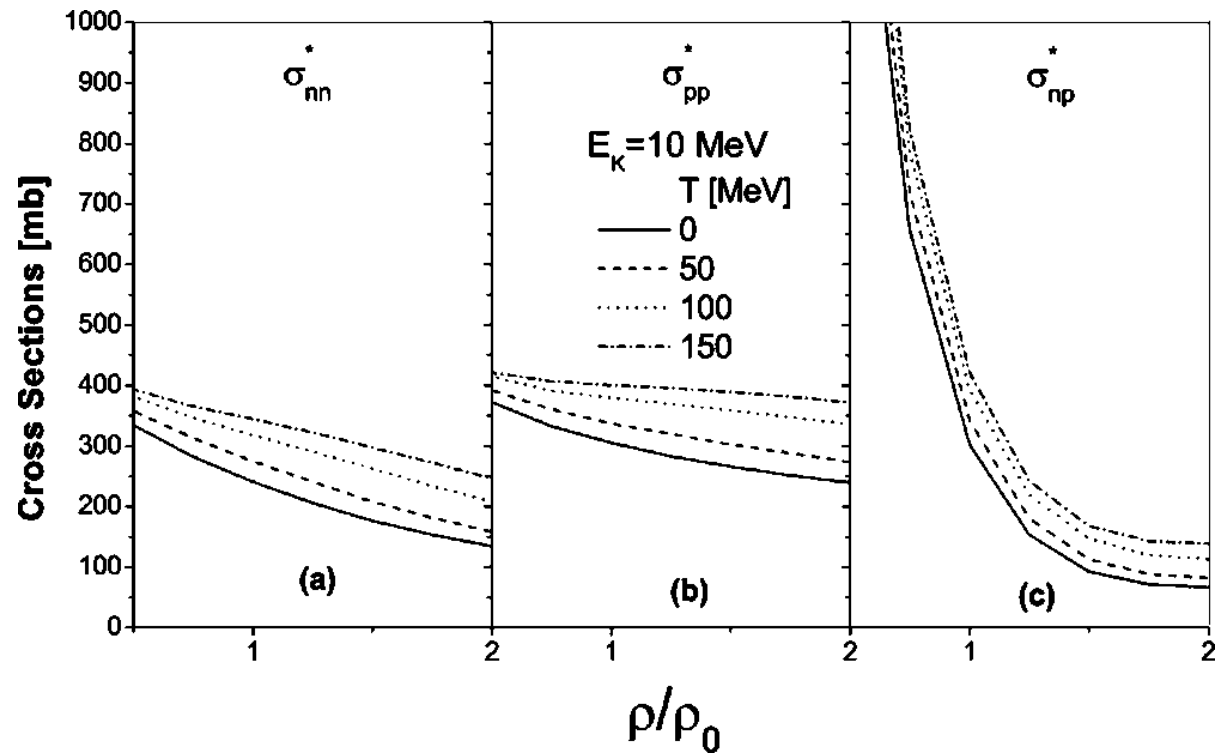 1000
900
800
700
600
500
400
300
200
100
0
Cross Sections [mb]
σ*nn
σ*pp
σ*np
E_K=10 MeV
T [MeV]
0
50
100
150
(a)
(b)
(c)
1
2
1
2
1
2
ρ/ρ₀